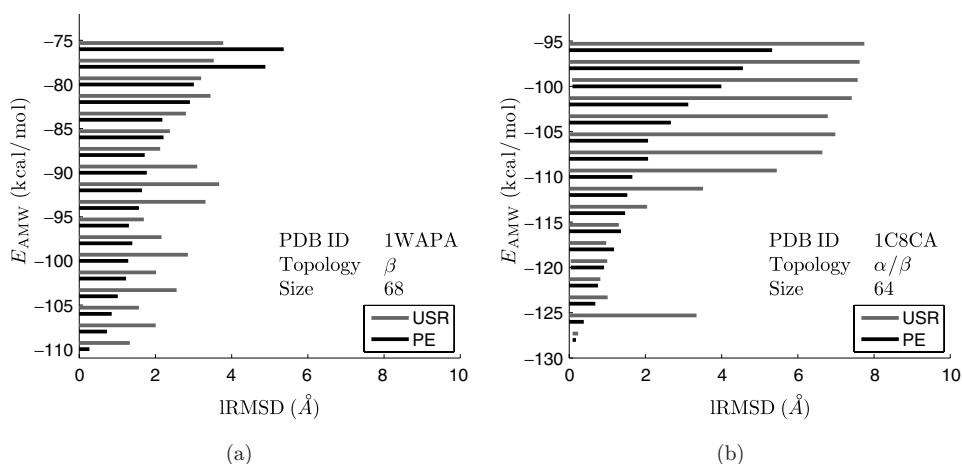 −75
−80
−85
−90
−95
−100
−105
−110
E_AMW (kcal/mol)
PDB ID 1WAPA
Topology β
Size 68
USR
PE
0 2 4 6 8 10
lRMSD (Å)
(a)
−95
−100
−105
−110
−115
−120
−125
−130
E_AMW (kcal/mol)
PDB ID 1C8CA
Topology α/β
Size 64
USR
PE
0 2 4 6 8 10
lRMSD (Å)
(b)